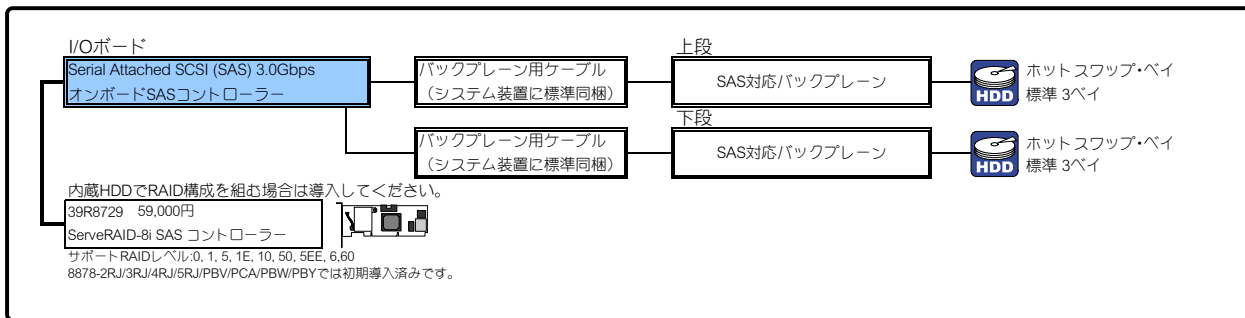 I/Oボード
Serial Attached SCSI (SAS) 3.0Gbps
オンボードSASコントローラー
バックプレーン用ケーブル
（システム装置に標準同梱）
上段
SAS対応バックプレーン
HDD
ホットスワップ・ベイ
標準 3ベイ
バックプレーン用ケーブル
（システム装置に標準同梱）
下段
SAS対応バックプレーン
HDD
ホットスワップ・ベイ
標準 3ベイ
内蔵HDDでRAID構成を組む場合は導入してください。
39R8729 59,000円
ServeRAID-8i SAS コントローラー
サポートRAIDレベル:0, 1, 5, 1E, 10, 50, 5EE, 6,60
8878-2RJ/3RJ/4RJ/5RJ/PBV/PCA/PBW/PBYでは初期導入済みです。